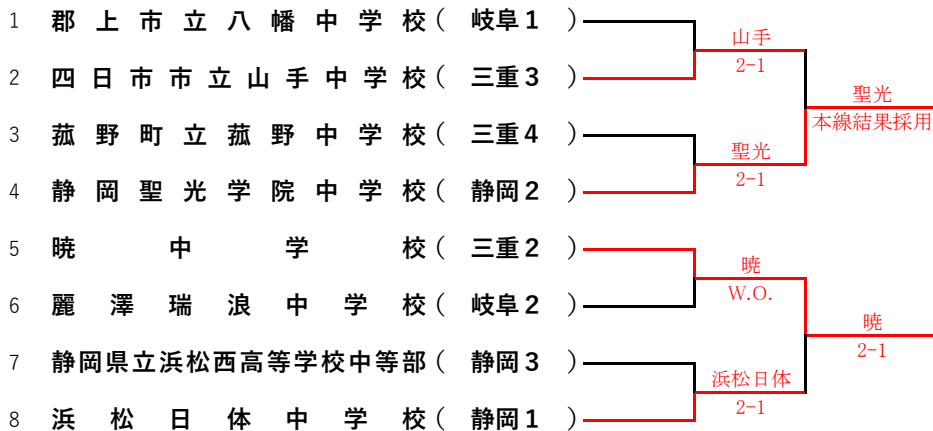 1 郡上市立八幡中学校 ( 岐阜1 )
山手
2-1
2 四日市市立山手中学校 ( 三重3 )
聖光
本線結果採用
3 菰野町立菰野中学校 ( 三重4 )
聖光
2-1
4 静岡聖光学院中学校 ( 静岡2 )
5 暁中学校 ( 三重2 )
暁
W.O.
6 麗澤瑞浪中学校 ( 岐阜2 )
暁
2-1
7 静岡県立浜松西高等学校中等部 ( 静岡3 )
浜松日体
2-1
8 浜松日体中学校 ( 静岡1 )